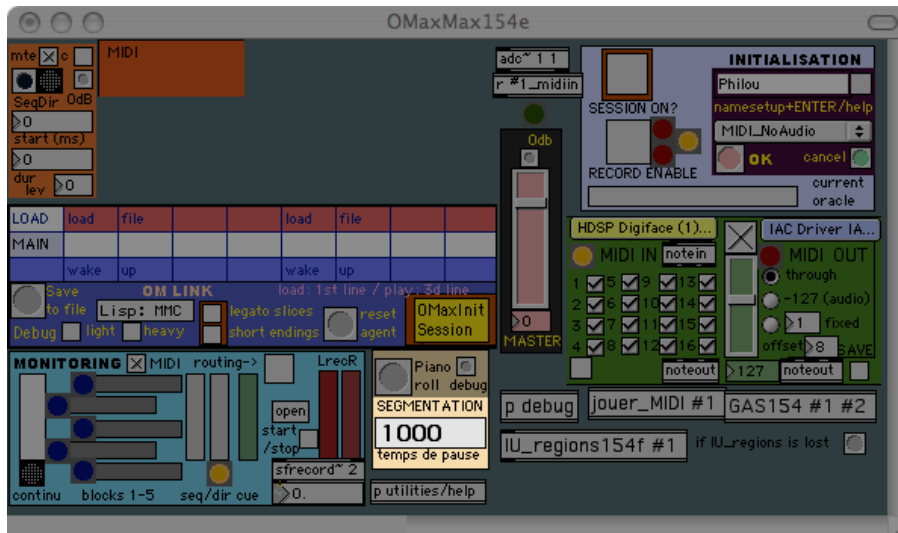 OMaxMax154e
mte c
MIDI
SeqDir 0dB
0
start (ms)
0
dur
lev 0
adc~ 1 1
r #1_midiin
0db
0
MASTER
INITIALISATION
Philou
namesetup+ENTER/help
MIDI_NoAudio
OK cancel
SESSION ON?
RECORD ENABLE
current
oracle
LOAD load file load file
MAIN
wake up wake up
Save
to file
OM LINK
load: 1st line / play: 3d line
Lisp: MMC
legato slices
reset
agent
OMaxInit
Session
Debug light heavy
short endings
HDSP Digiface (1)...
IAC Driver IA...
MIDI IN notein
MIDI OUT
1 5 9 13
2 6 10 14
3 7 11 15
4 8 12 16
through
-127 (audio)
1 fixed
offset 8 SAVE
noteout 127 noteout
MONITORING MIDI routing->
LrecR
open
start
/stop
sfrecord~ 2
0.
continu blocks 1-5 seq/dir cue
Piano
roll debug
SEGMENTATION
1000
temps de pause
p utilities/help
p debug
jouer_MIDI #1
GAS154 #1 #2
IU_regions154f #1
if IU_regions is lost